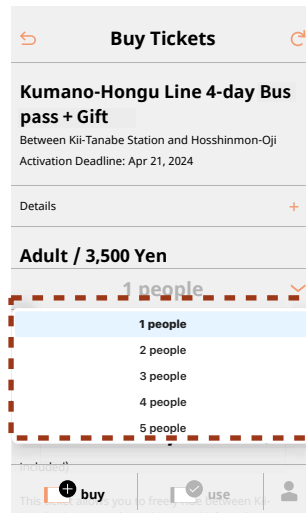 Buy Tickets
Kumano-Hongu Line 4-day Bus
pass + Gift
Between Kii-Tanabe Station and Hosshinmon-Oji
Activation Deadline: Apr 21, 2024
Details +
Adult / 3,500 Yen
1 people
1 people
2 people
3 people
4 people
5 people
included)
This ticket allows you to freely ride between Kii-
buy
use